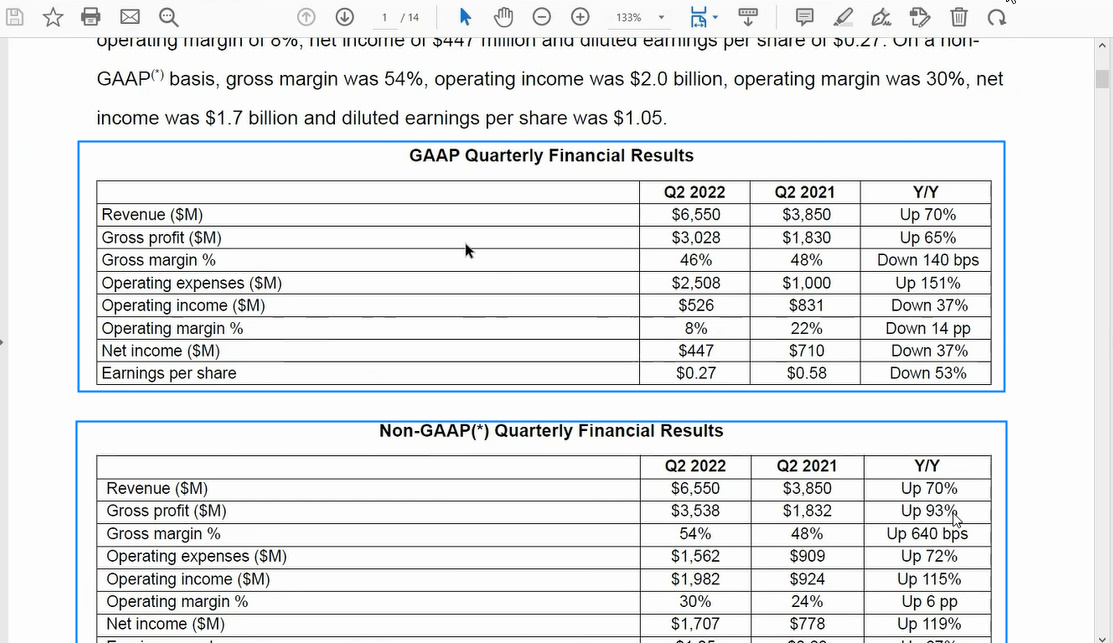 1 / 14
133%
operating margin of 8%, net income of $447 million and diluted earnings per share of $0.27. On a non-
GAAP(*) basis, gross margin was 54%, operating income was $2.0 billion, operating margin was 30%, net
income was $1.7 billion and diluted earnings per share was $1.05.
GAAP Quarterly Financial Results
Q2 2022 Q2 2021 Y/Y
Revenue ($M) $6,550 $3,850 Up 70%
Gross profit ($M) $3,028 $1,830 Up 65%
Gross margin % 46% 48% Down 140 bps
Operating expenses ($M) $2,508 $1,000 Up 151%
Operating income ($M) $526 $831 Down 37%
Operating margin % 8% 22% Down 14 pp
Net income ($M) $447 $710 Down 37%
Earnings per share $0.27 $0.58 Down 53%
Non-GAAP(*) Quarterly Financial Results
Q2 2022 Q2 2021 Y/Y
Revenue ($M) $6,550 $3,850 Up 70%
Gross profit ($M) $3,538 $1,832 Up 93%
Gross margin % 54% 48% Up 640 bps
Operating expenses ($M) $1,562 $909 Up 72%
Operating income ($M) $1,982 $924 Up 115%
Operating margin % 30% 24% Up 6 pp
Net income ($M) $1,707 $778 Up 119%